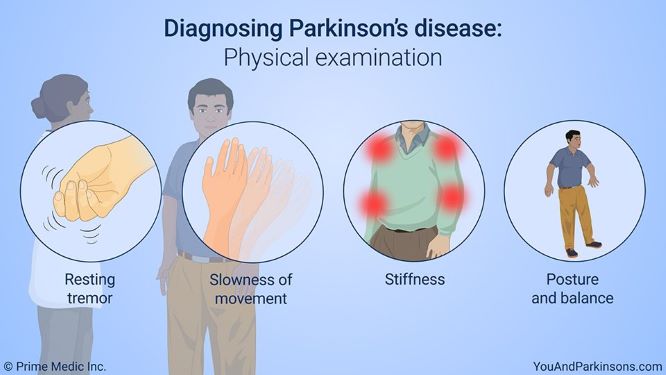 Diagnosing Parkinson's disease:
Physical examination
Resting
tremor
Slowness of
movement
Stiffness
Posture
and balance
© Prime Medic Inc.
YouAndParkinsons.com